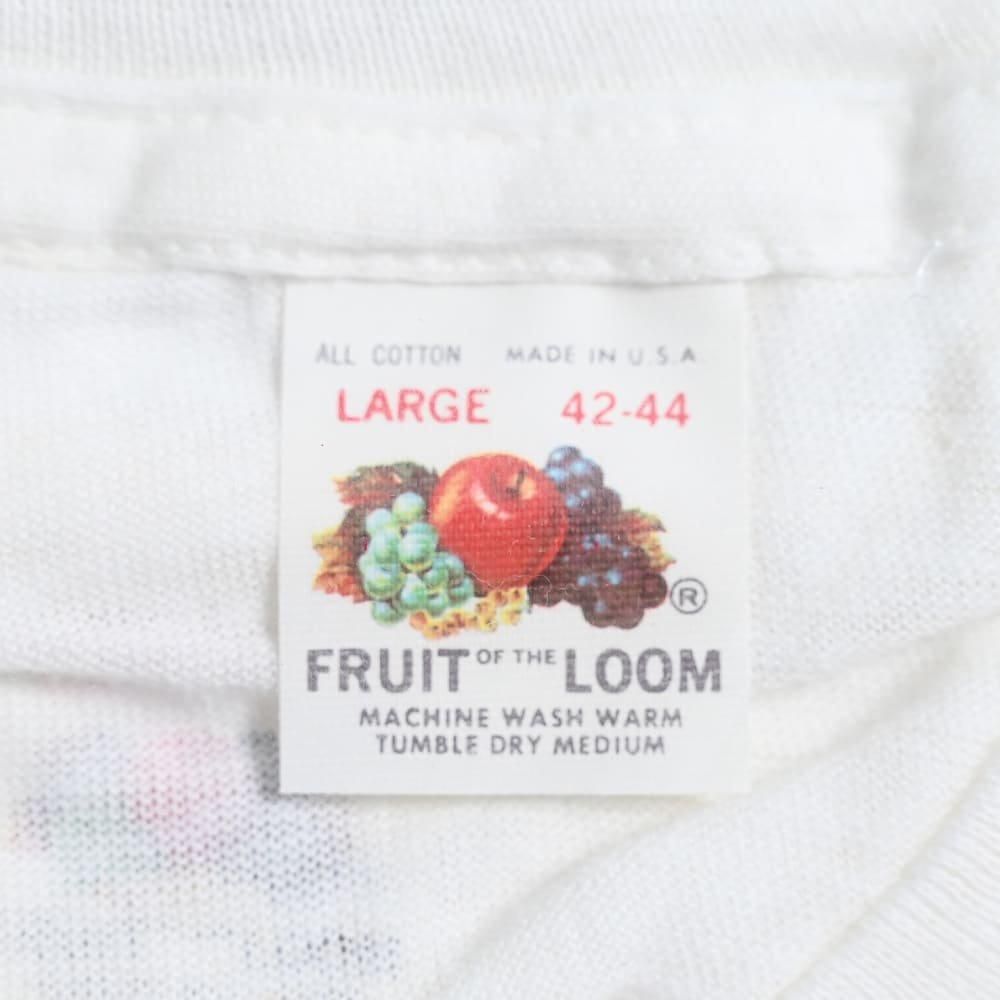 ALL COTTON MADE IN U.S.A.
LARGE 42-44
®
FRUIT OF THE LOOM
MACHINE WASH WARM
TUMBLE DRY MEDIUM